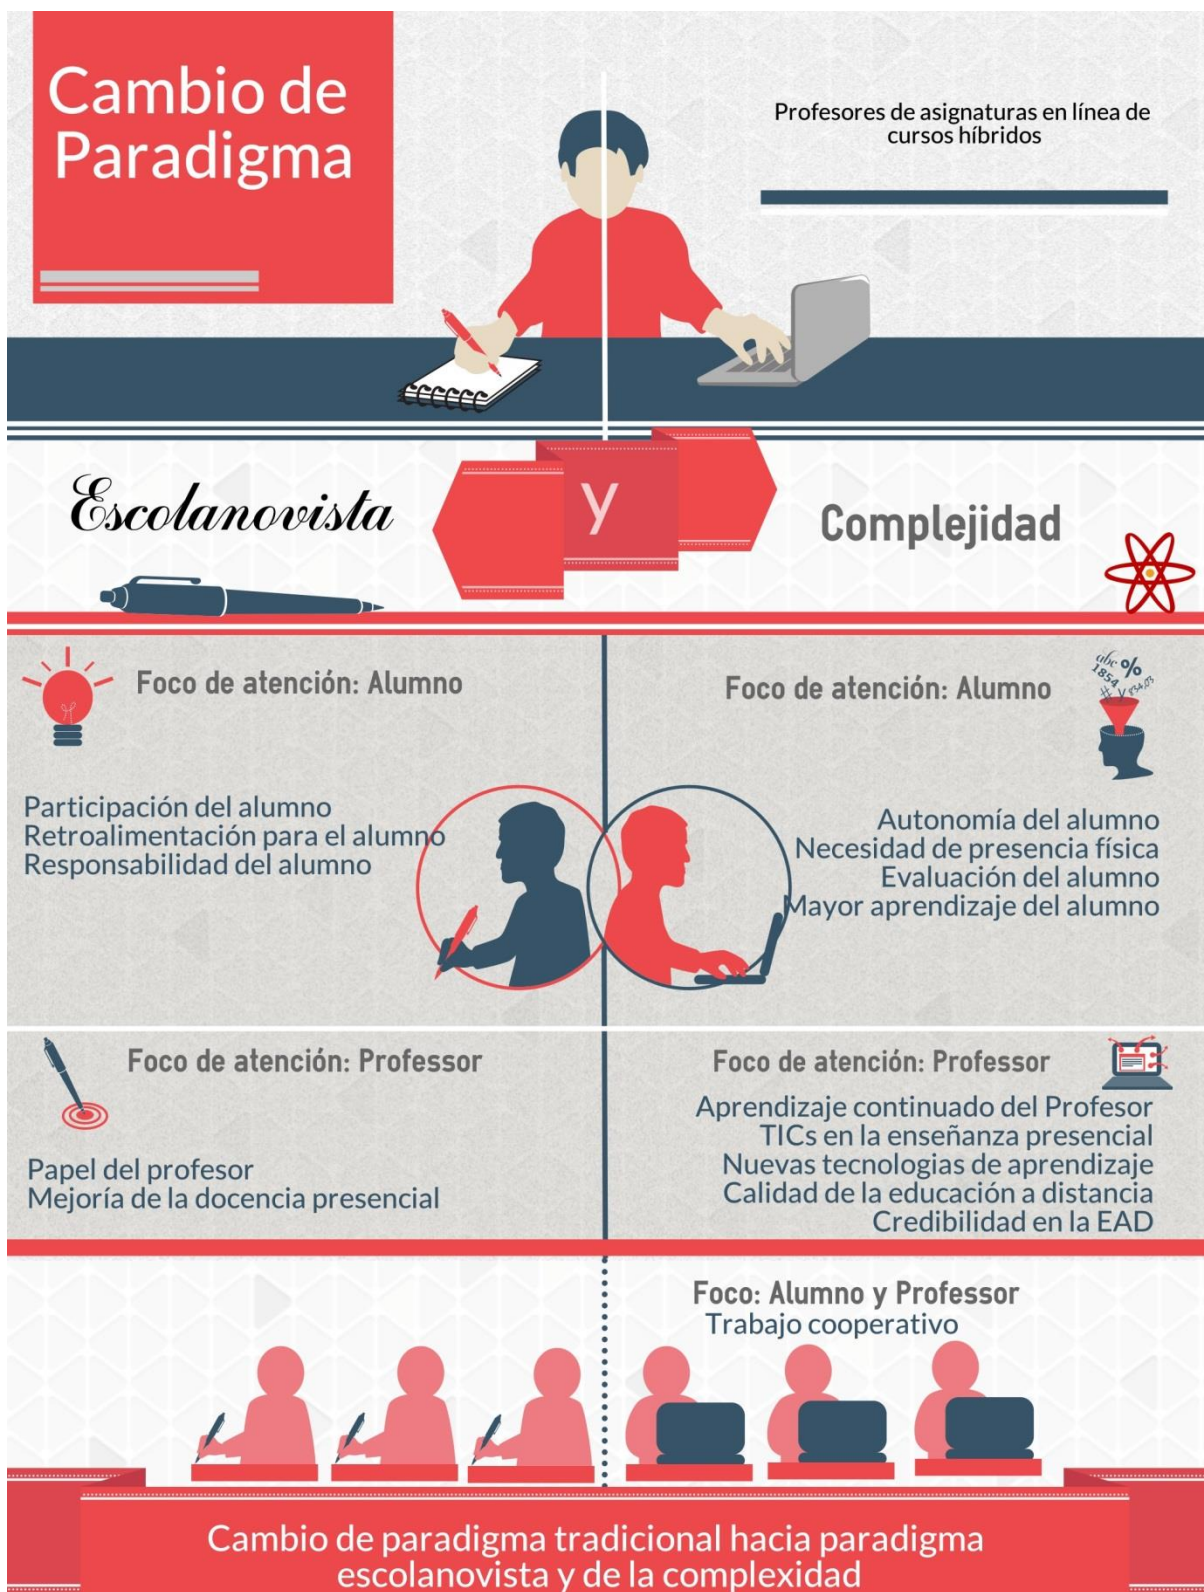 Cambio de
Paradigma
Profesores de asignaturas en línea de
cursos híbridos
Escolanovista
y
Complejidad
Foco de atención: Alumno
Participación del alumno
Retroalimentación para el alumno
Responsabilidad del alumno
Foco de atención: Alumno
abc %
1854
# y 834,03
Autonomía del alumno
Necesidad de presencia física
Evaluación del alumno
Mayor aprendizaje del alumno
Foco de atención: Professor
Papel del profesor
Mejoría de la docencia presencial
Foco de atención: Professor
Aprendizaje continuado del Profesor
TICs en la enseñanza presencial
Nuevas tecnologias de aprendizaje
Calidad de la educación a distancia
Credibilidad en la EAD
Foco: Alumno y Professor
Trabajo cooperativo
Cambio de paradigma tradicional hacia paradigma
escolanovista y de la complexidad